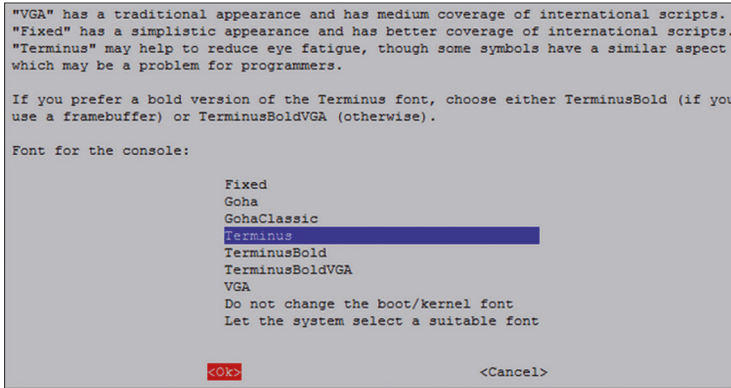 "VGA" has a traditional appearance and has medium coverage of international scripts.
"Fixed" has a simplistic appearance and has better coverage of international scripts.
"Terminus" may help to reduce eye fatigue, though some symbols have a similar aspect
which may be a problem for programmers.
If you prefer a bold version of the Terminus font, choose either TerminusBold (if you
use a framebuffer) or TerminusBoldVGA (otherwise).
Font for the console:
Fixed
Goha
GohaClassic
Terminus
TerminusBold
TerminusBoldVGA
VGA
Do not change the boot/kernel font
Let the system select a suitable font
<Ok> <Cancel>